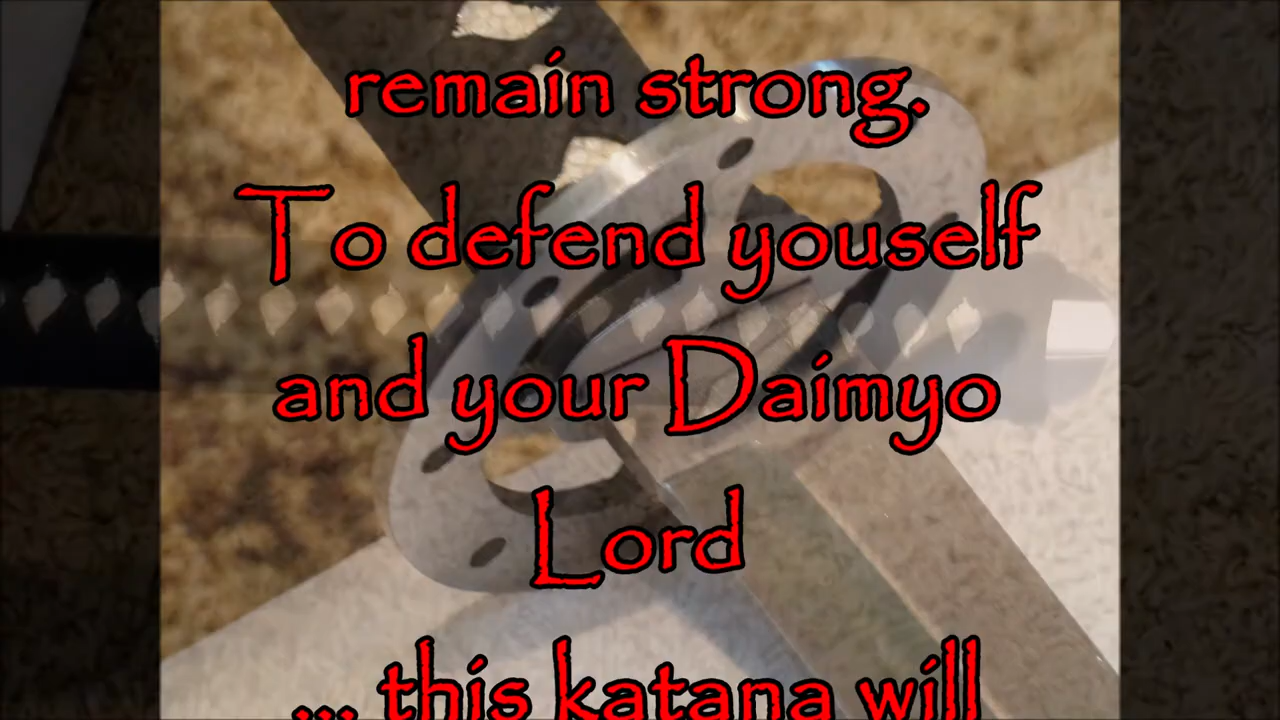 remain strong.
To defend youself
and your Daimyo
Lord
... this katana will